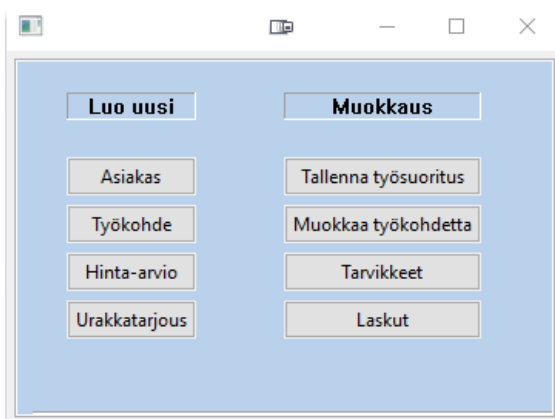 Luo uusi
Muokkaus
Asiakas
Tallenna työsuoritus
Työkohde
Muokkaa työkohdetta
Hinta-arvio
Tarvikkeet
Urakkatarjous
Laskut